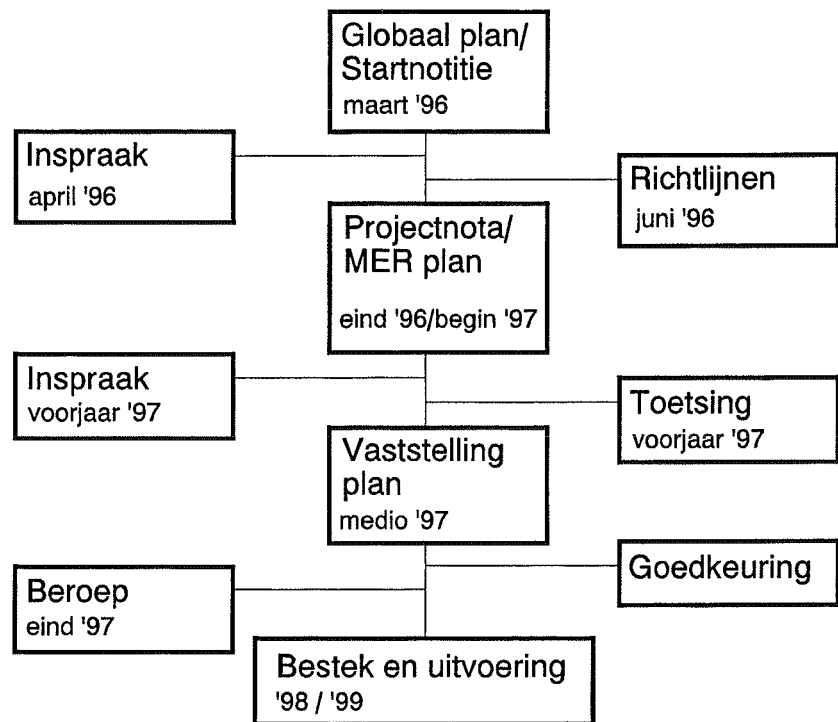 Globaal plan/
Startnotitie
maart '96
Inspraak
april '96
Richtlijnen
juni '96
Projectnota/
MER plan
eind '96/begin '97
Inspraak
voorjaar '97
Toetsing
voorjaar '97
Vaststelling
plan
medio '97
Goedkeuring
Beroep
eind '97
Bestek en uitvoering
'98 / '99